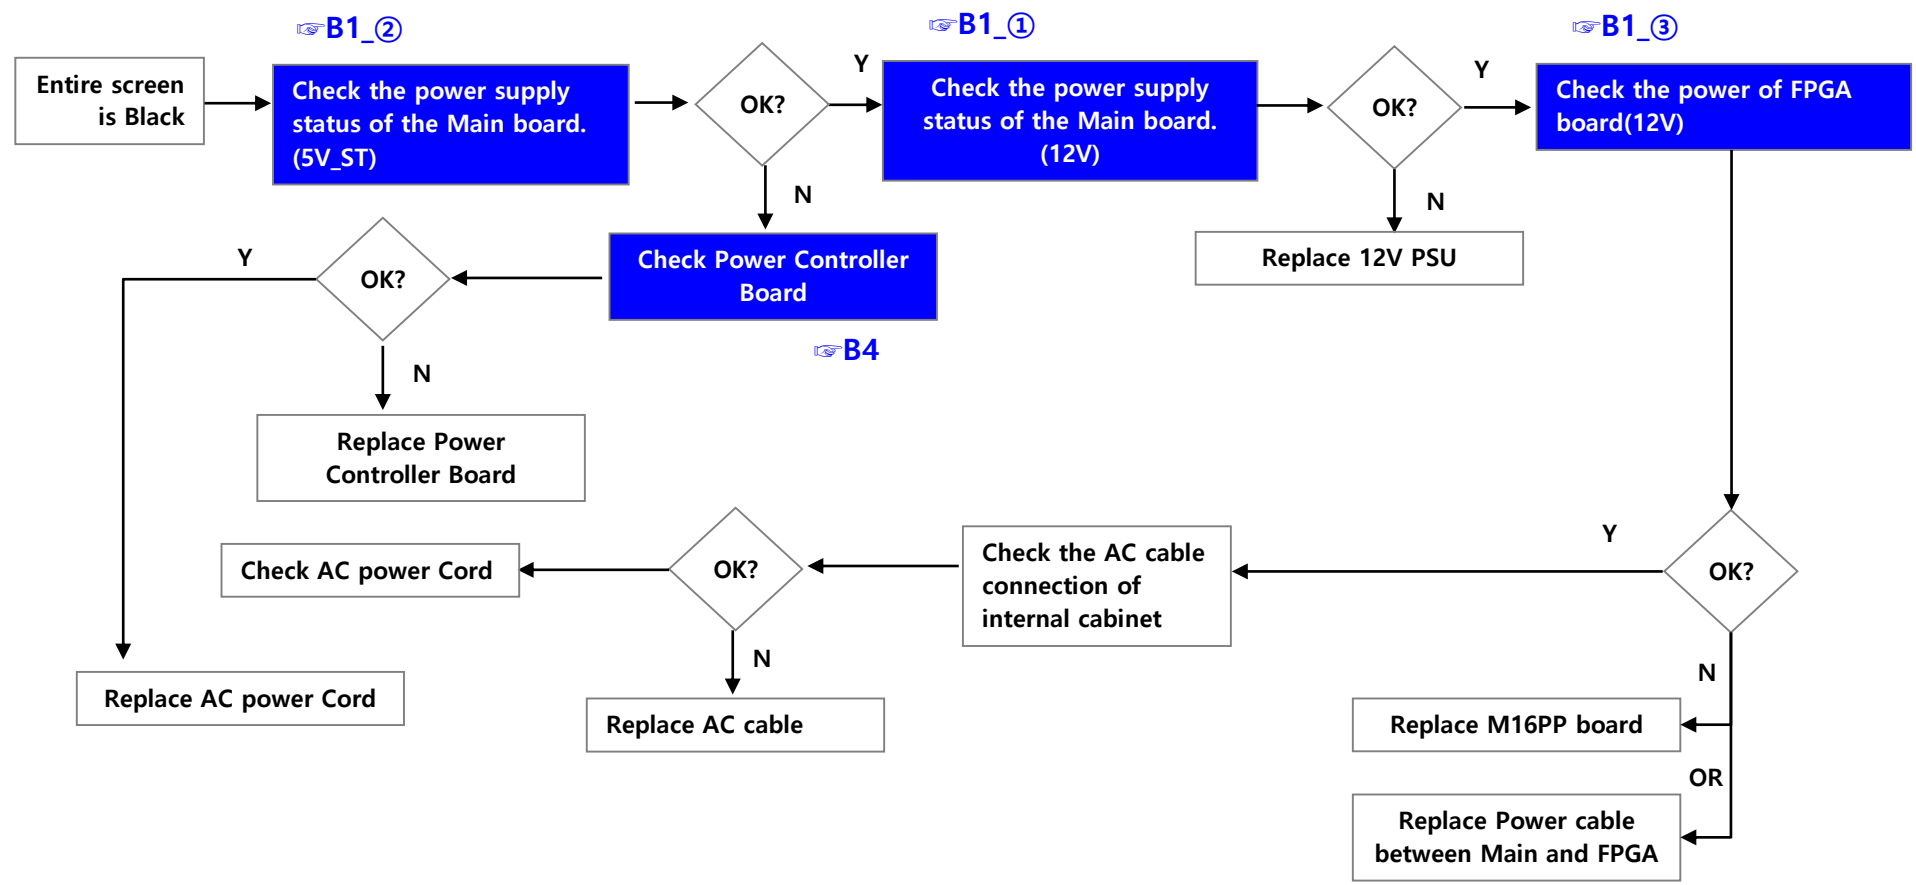 ☞B1_②
☞B1_①
☞B1_③
Entire screen
is Black
Check the power supply
status of the Main board.
(5V_ST)
OK?
Y
Check the power supply
status of the Main board.
(12V)
OK?
Y
Check the power of FPGA
board(12V)
N
N
Replace 12V PSU
Check Power Controller
Board
☞B4
OK?
Y
N
Replace Power
Controller Board
Y
OK?
Check the AC cable
connection of
internal cabinet
OK?
Check AC power Cord
N
Replace AC cable
Replace AC power Cord
N
Replace M16PP board
OR
Replace Power cable
between Main and FPGA